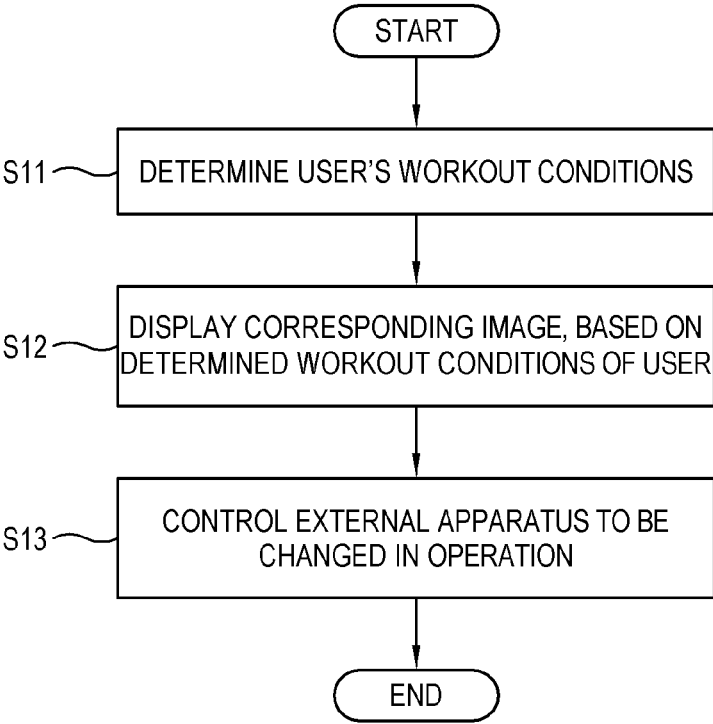 START
S11
DETERMINE USER'S WORKOUT CONDITIONS
S12
DISPLAY CORRESPONDING IMAGE, BASED ON
DETERMINED WORKOUT CONDITIONS OF USER
S13
CONTROL EXTERNAL APPARATUS TO BE
CHANGED IN OPERATION
END